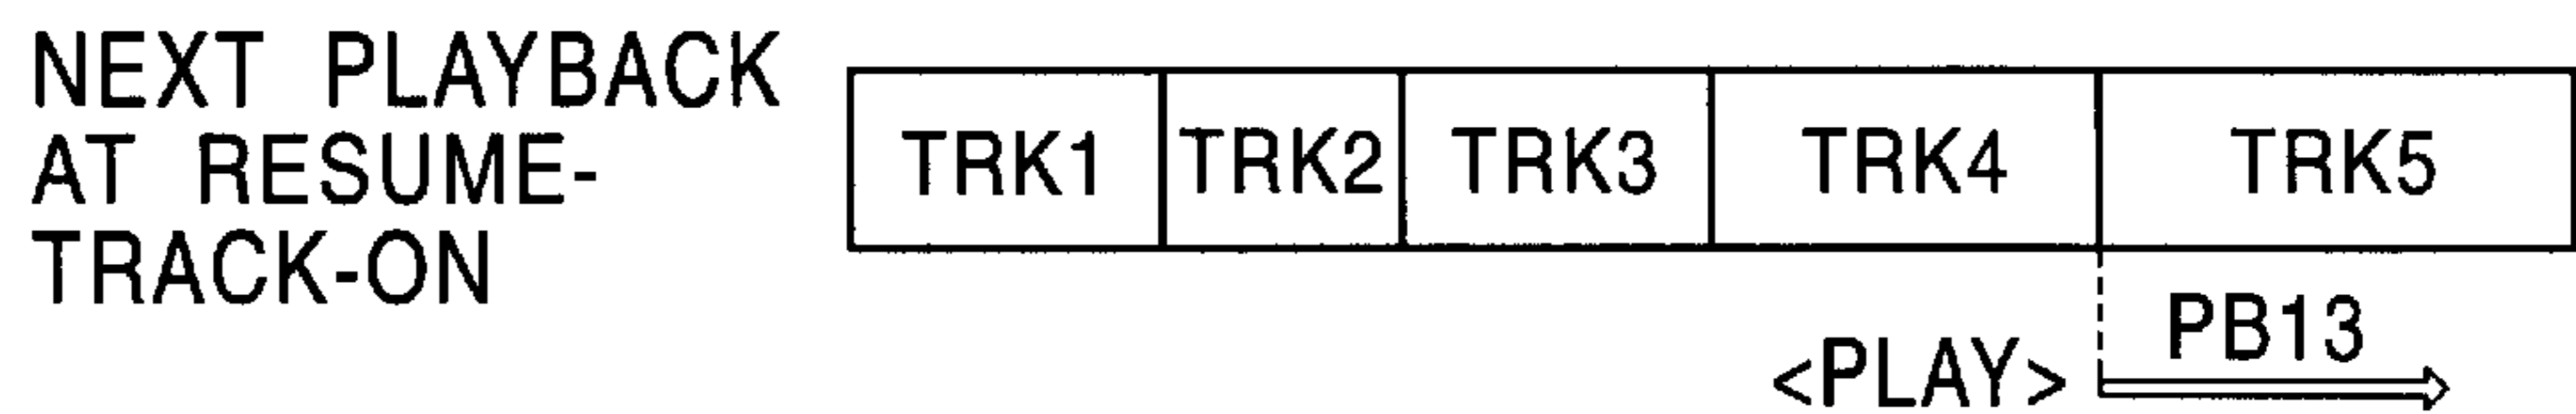 NEXT PLAYBACK
AT RESUME-
TRACK-ON
TRK1 TRK2 TRK3 TRK4 TRK5
PB13
<PLAY>